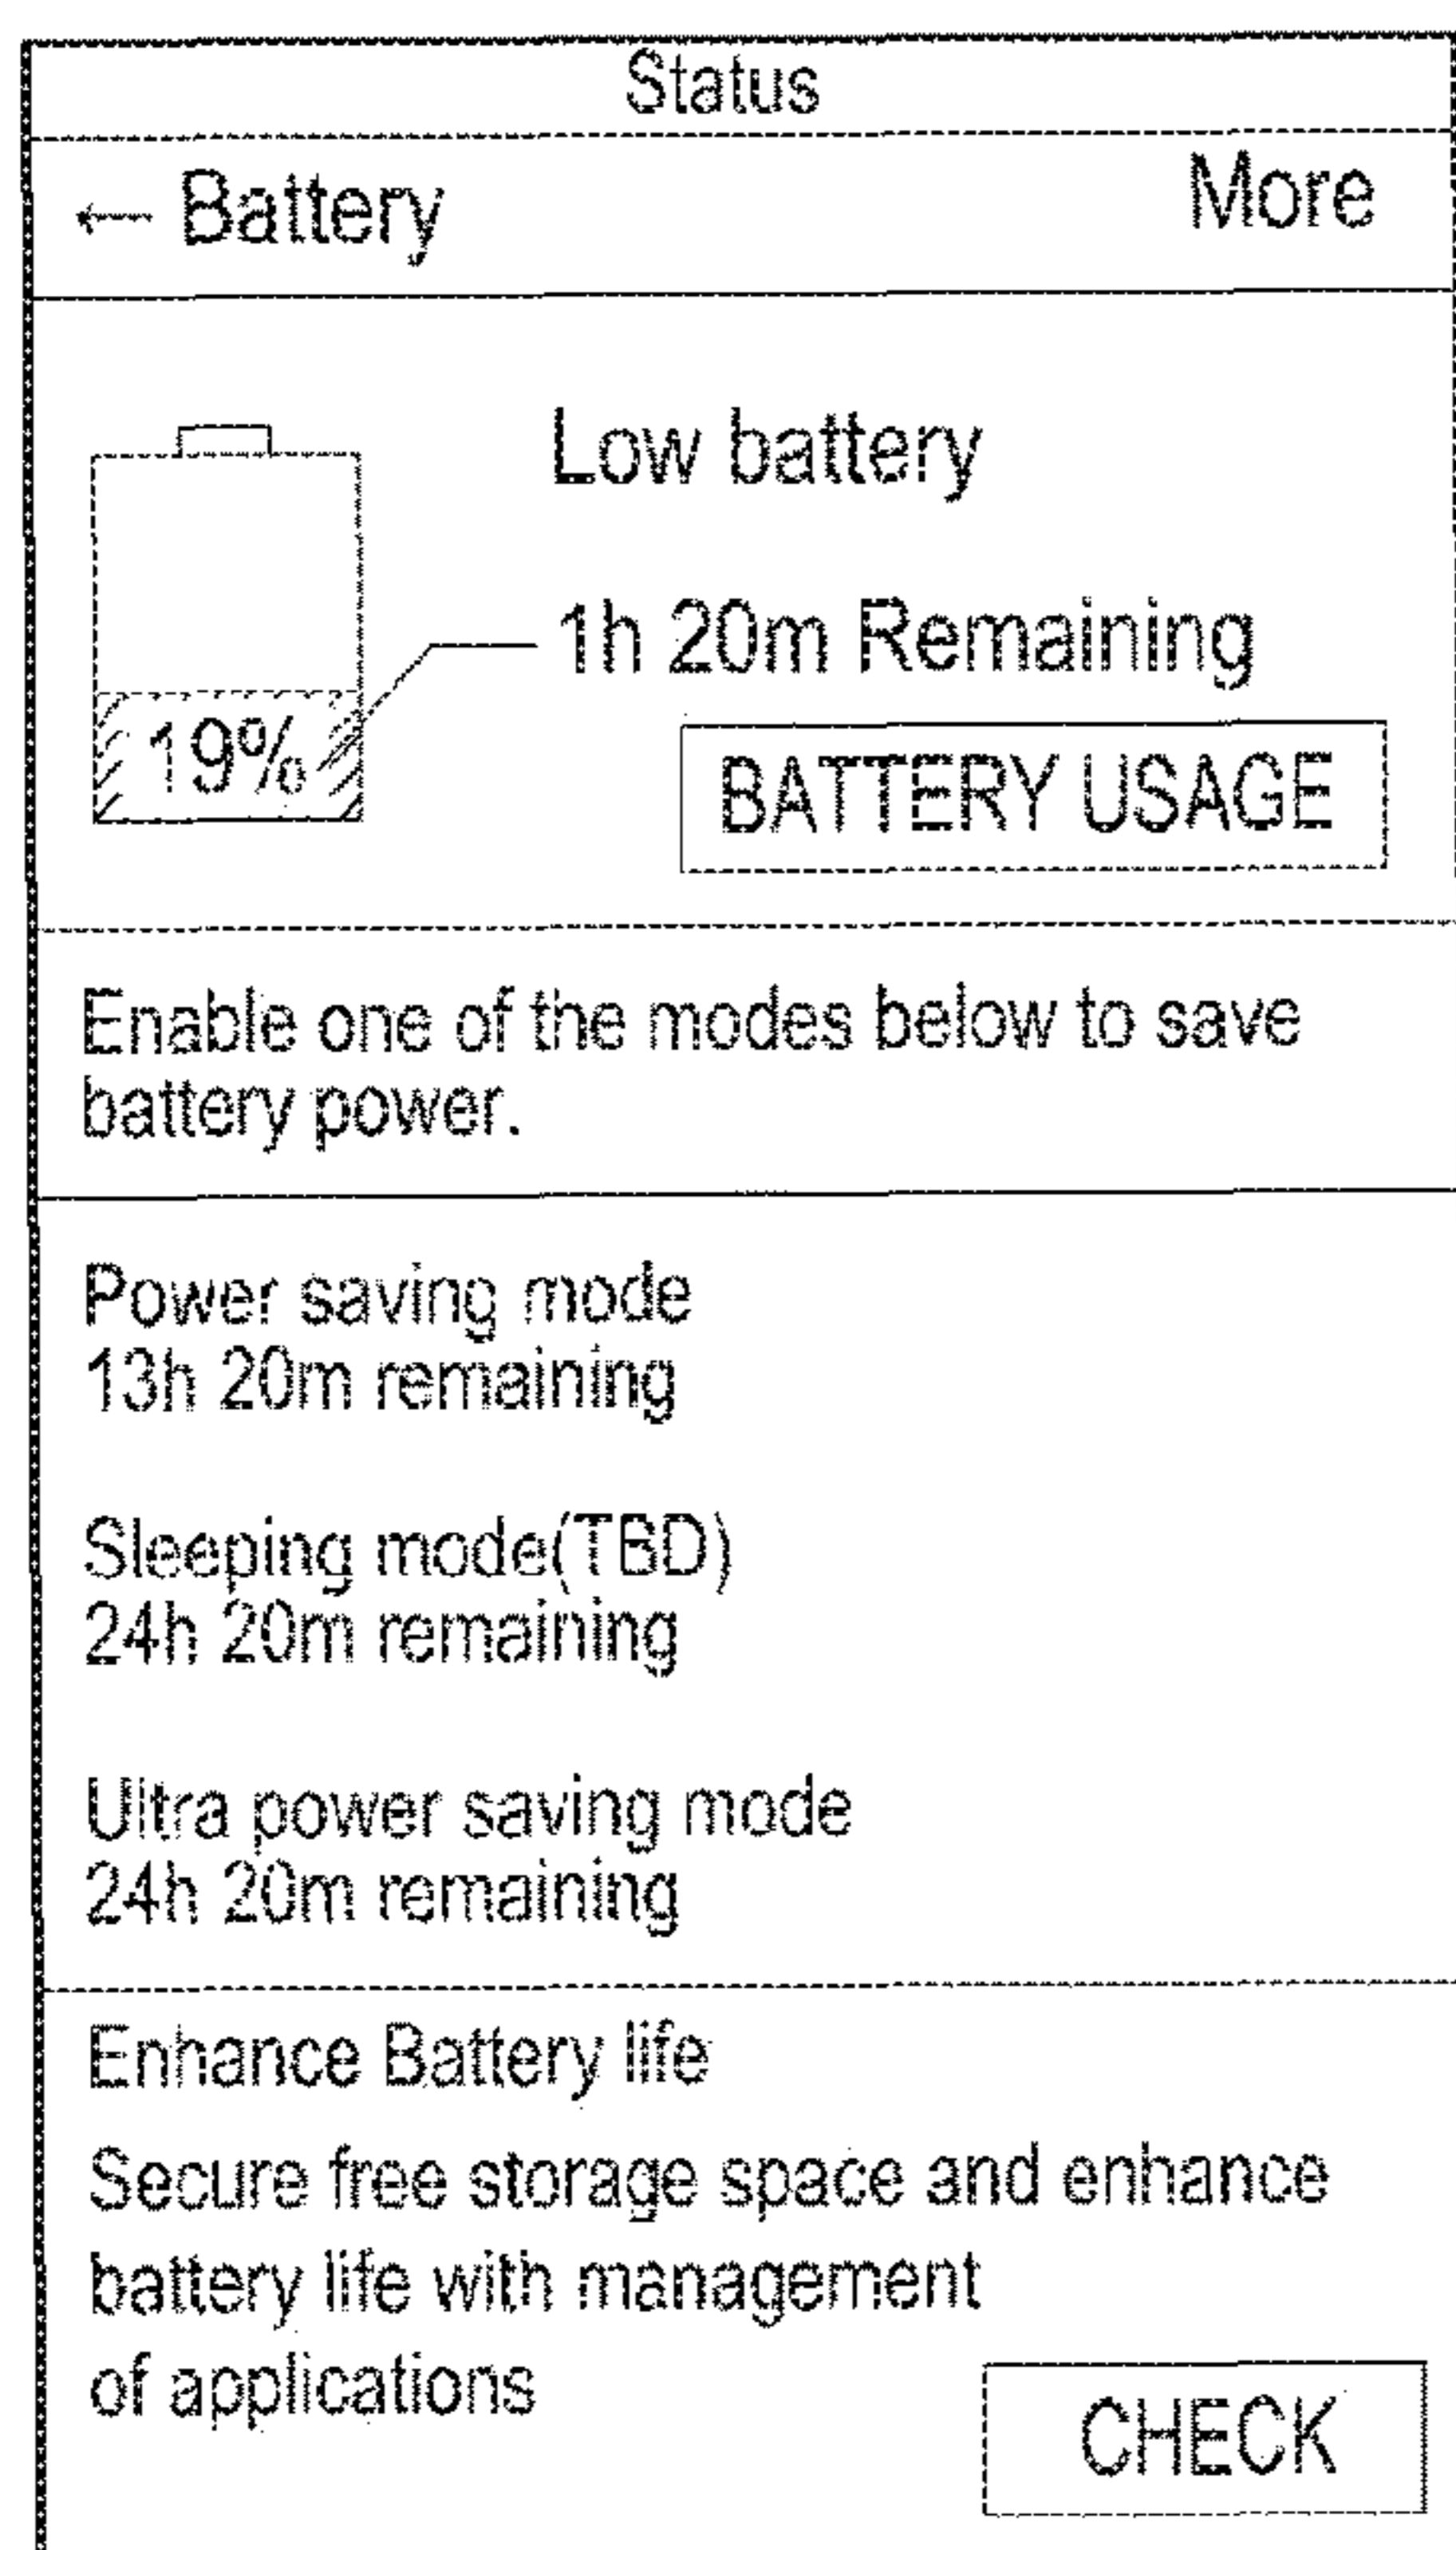 Status
← Battery
More
Low battery
1h 20m Remaining
19%
BATTERY USAGE
Enable one of the modes below to save
battery power.
Power saving mode
13h 20m remaining
Sleeping mode(TBD)
24h 20m remaining
Ultra power saving mode
24h 20m remaining
Enhance Battery life
Secure free storage space and enhance
battery life with management
of applications
CHECK